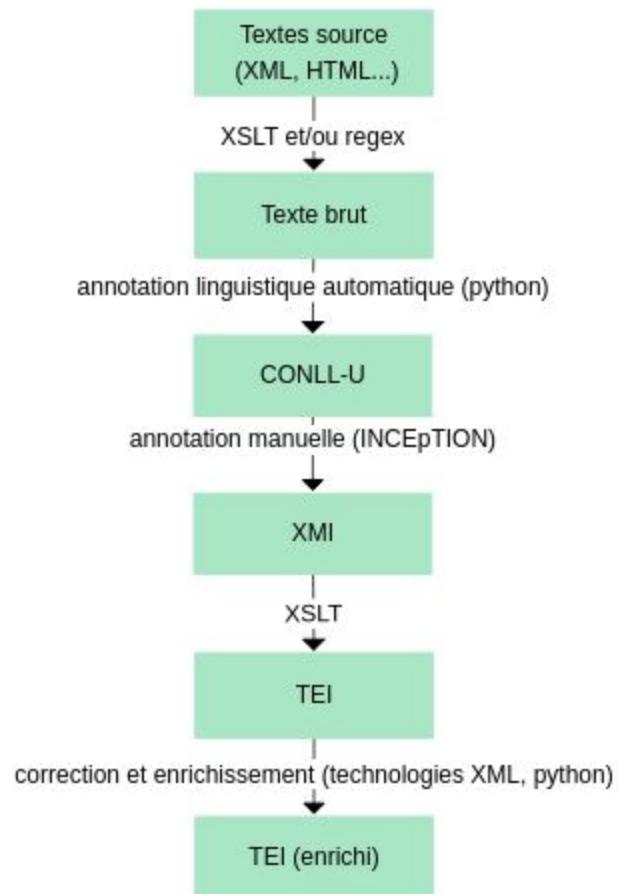 Textes source
(XML, HTML...)
XSLT et/ou regex
Texte brut
annotation linguistique automatique (python)
CONLL-U
annotation manuelle (INCEpTION)
XMI
XSLT
TEI
correction et enrichissement (technologies XML, python)
TEI (enrichi)